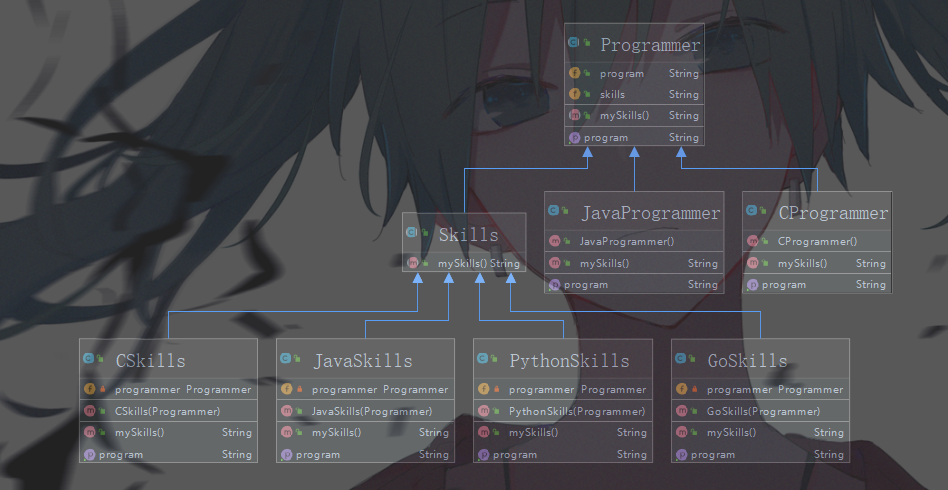 Programmer
program String
skills String
mySkills() String
program String
Skills
mySkills() String
JavaProgrammer
JavaProgrammer()
mySkills() String
program String
CProgrammer
CProgrammer()
mySkills() String
program String
CSkills
programmer Programmer
CSkills(Programmer)
mySkills() String
program String
JavaSkills
programmer Programmer
JavaSkills(Programmer)
mySkills() String
program String
PythonSkills
programmer Programmer
PythonSkills(Programmer)
mySkills() String
program String
GoSkills
programmer Programmer
GoSkills(Programmer)
mySkills() String
program String